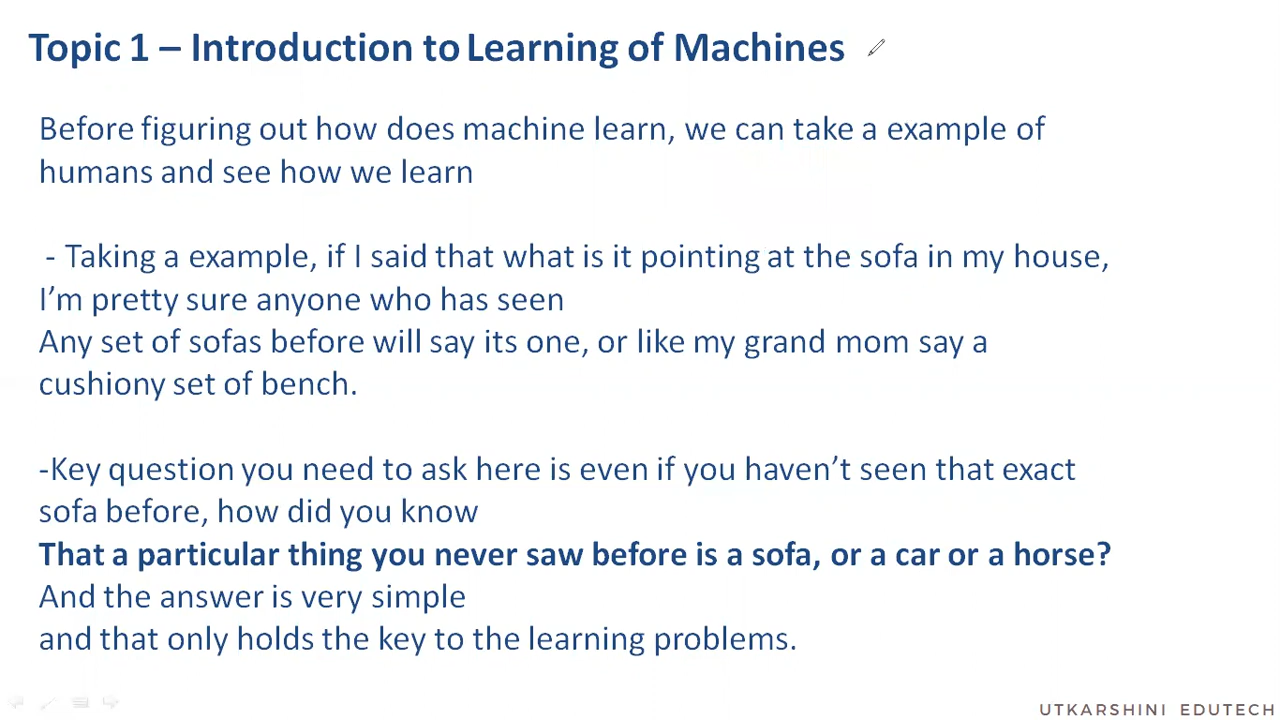 Topic 1 – Introduction to Learning of Machines
Before figuring out how does machine learn, we can take a example of
humans and see how we learn
- Taking a example, if I said that what is it pointing at the sofa in my house,
I'm pretty sure anyone who has seen
Any set of sofas before will say its one, or like my grand mom say a
cushiony set of bench.
-Key question you need to ask here is even if you haven't seen that exact
sofa before, how did you know
That a particular thing you never saw before is a sofa, or a car or a horse?
And the answer is very simple
and that only holds the key to the learning problems.
UTKARSHINI EDUTECH